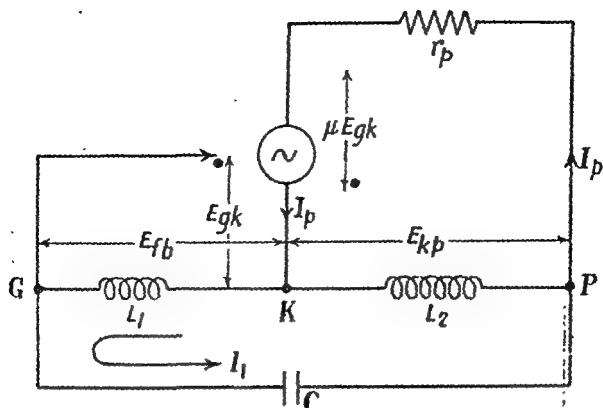 r_p
μE_gk
I_p
E_gk
I_p
E_fb
E_kp
G
K
P
L_1
L_2
I_1
C